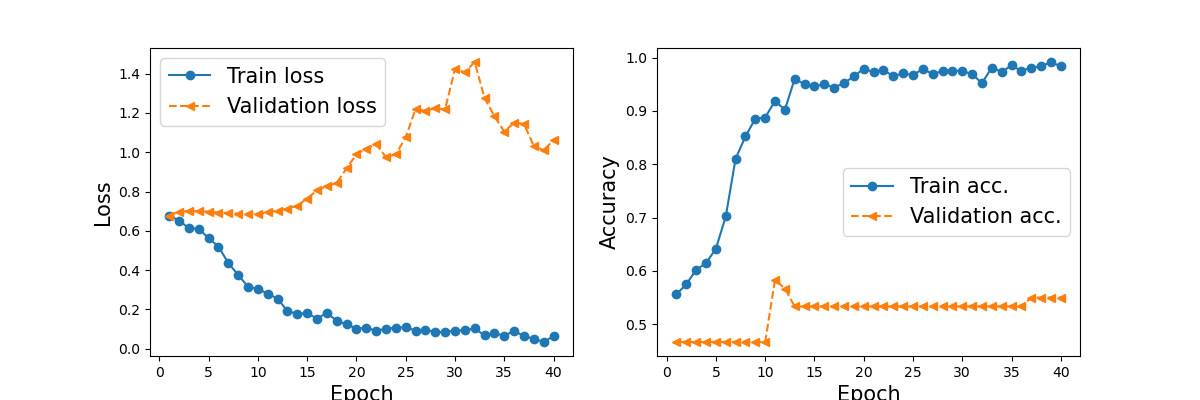 Train loss
Validation loss
Loss
1.4
1.2
1.0
0.8
0.6
0.4
0.2
0.0
0 5 10 15 20 25 30 35 40
Epoch
Train acc.
Validation acc.
Accuracy
1.0
0.9
0.8
0.7
0.6
0.5
0 5 10 15 20 25 30 35 40
Epoch